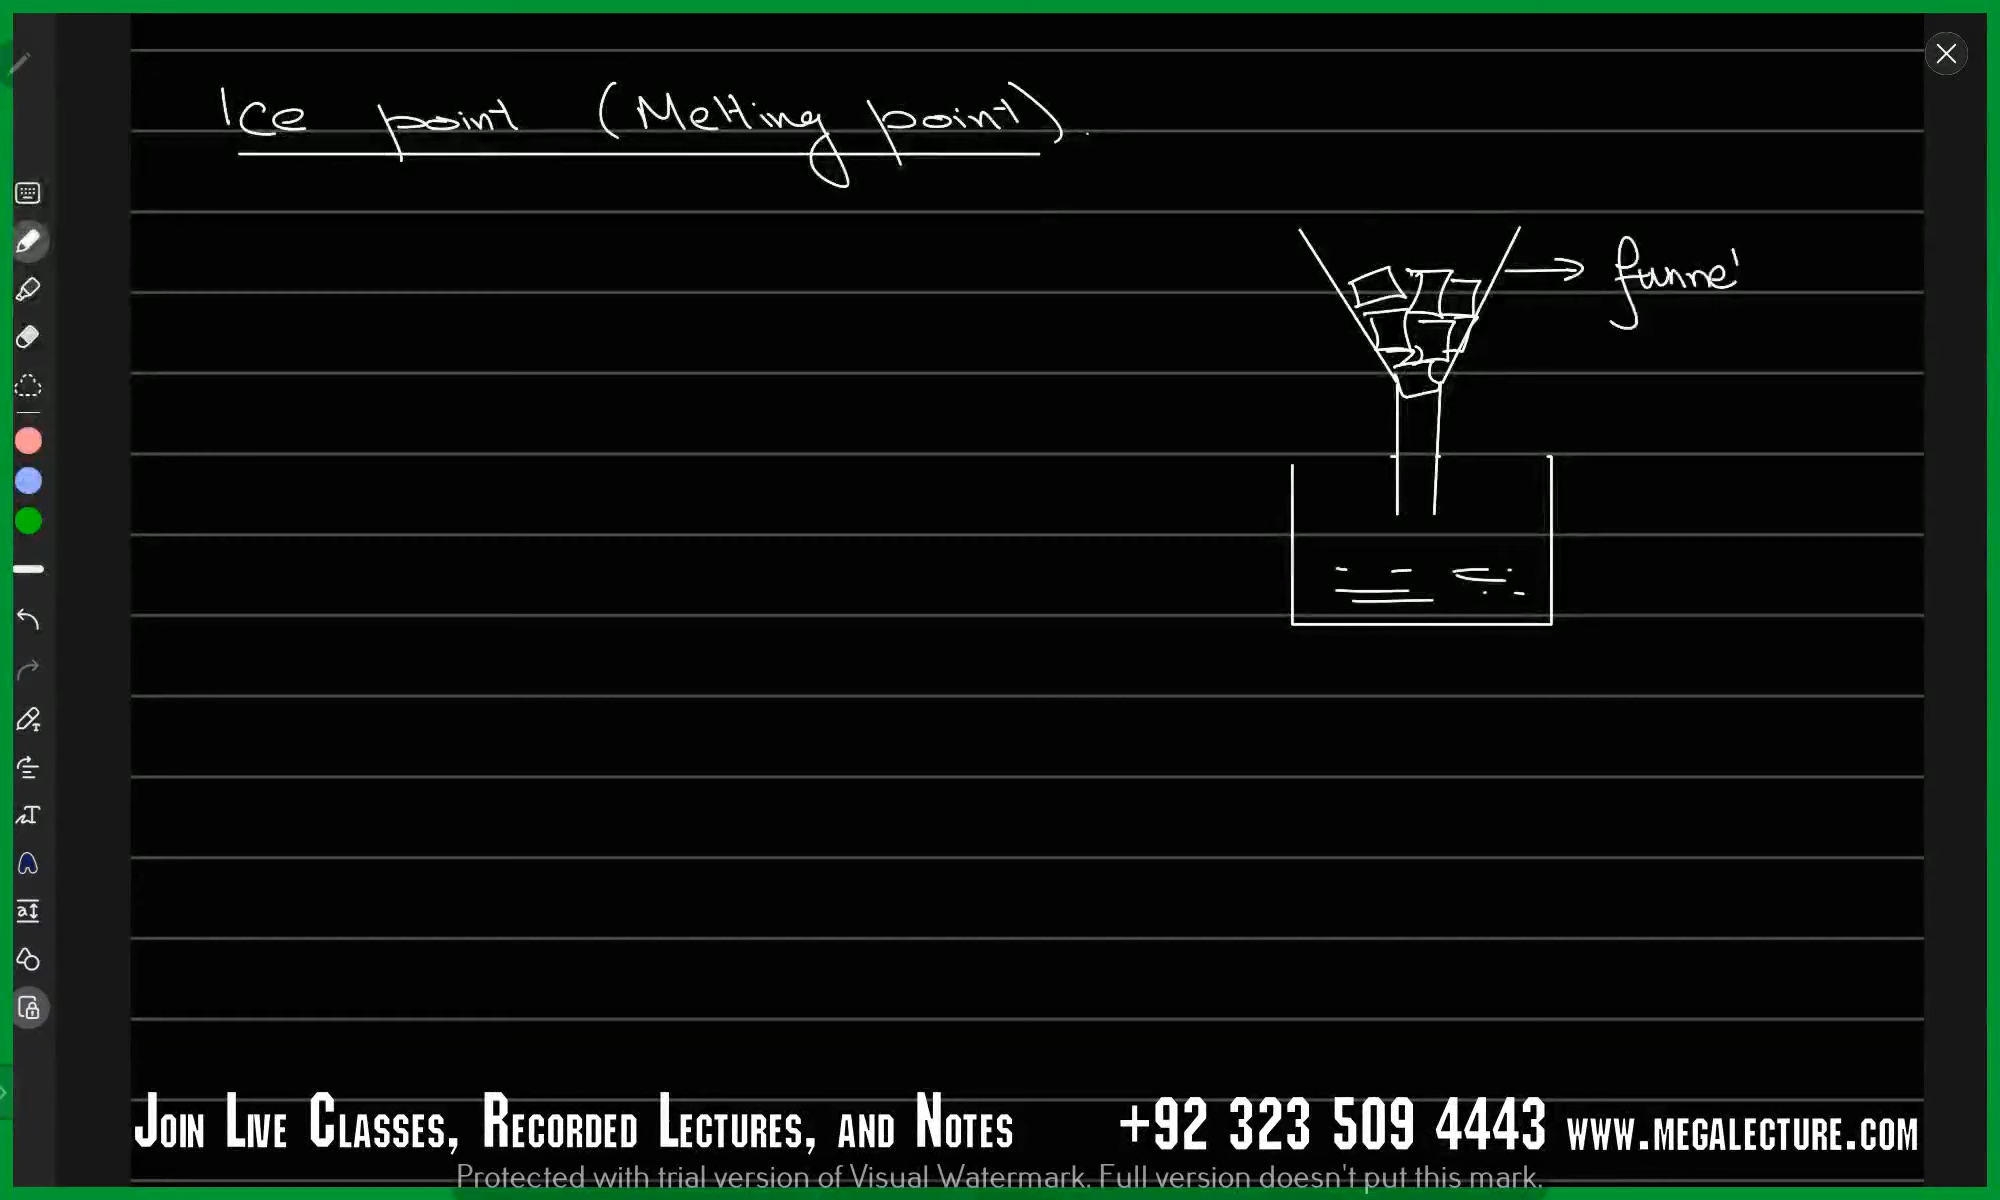 Ice point (Melting point).
funnel
JOIN LIVE CLASSES, RECORDED LECTURES, AND NOTES +92 323 509 4443 WWW.MEGALECTURE.COM
Protected with trial version of Visual Watermark. Full version doesn't put this mark.